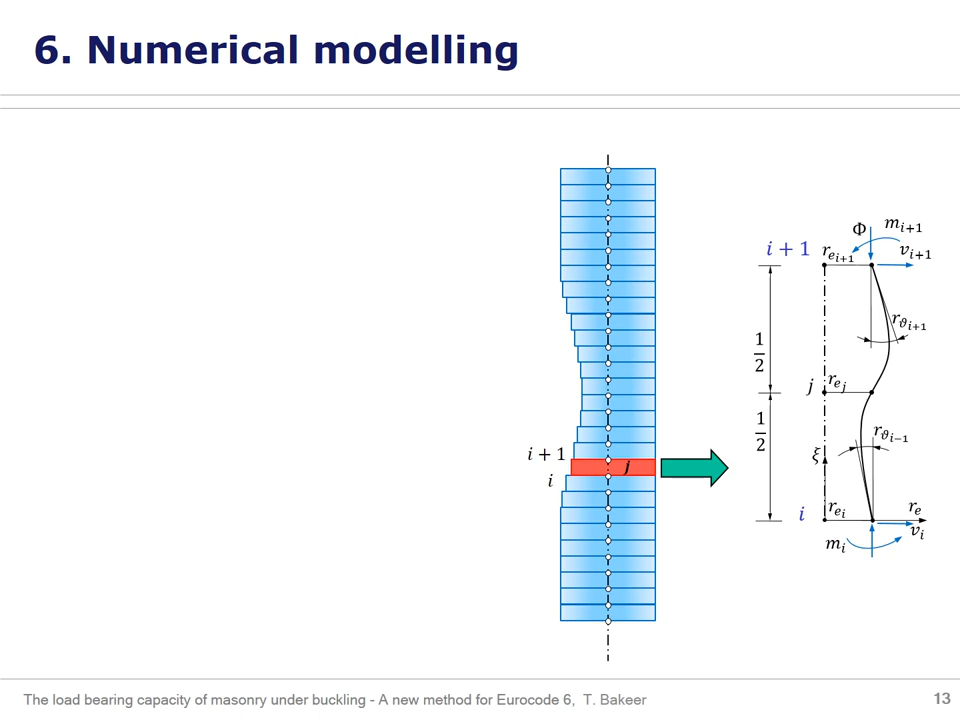 6. Numerical modelling
Φ
m_{i+1}
i + 1
r_{e_{i+1}}
v_{i+1}
r_{ϑ_{i+1}}
1/2
j
r_{e_j}
1/2
r_{ϑ_{i−1}}
i + 1
j
ξ
i
i
r_{e_i}
r_e
v_i
m_i
The load bearing capacity of masonry under buckling - A new method for Eurocode 6, T. Bakeer
13